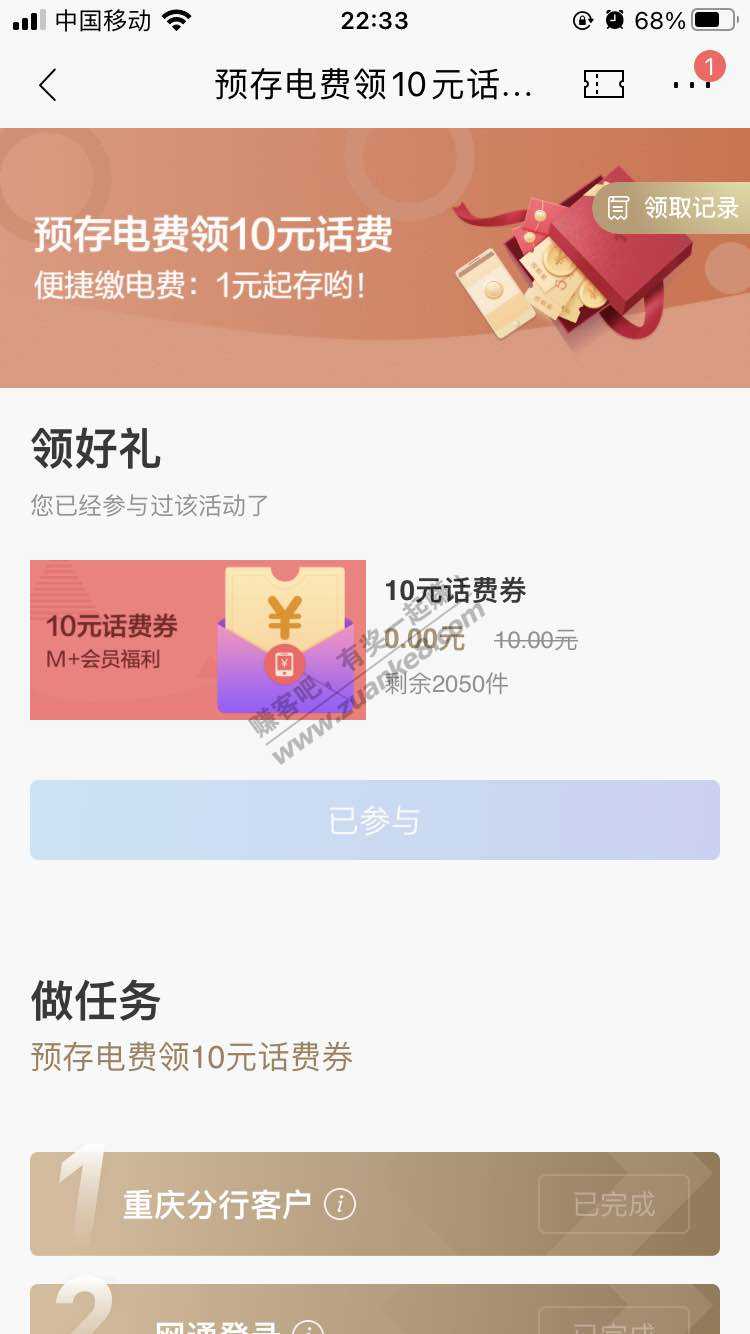 中国移动
22:33
68%
预存电费领10元话...
1
预存电费领10元话费
便捷缴电费：1元起存哟！
领取记录
领好礼
您已经参与过该活动了
10元话费券
M+会员福利
10元话费券
0.00元 10.00元
剩余2050件
赚客吧，有奖一起赚！
www.zuanke8.com
已参与
做任务
预存电费领10元话费券
1
重庆分行客户
已完成
2
网通登录
已完成